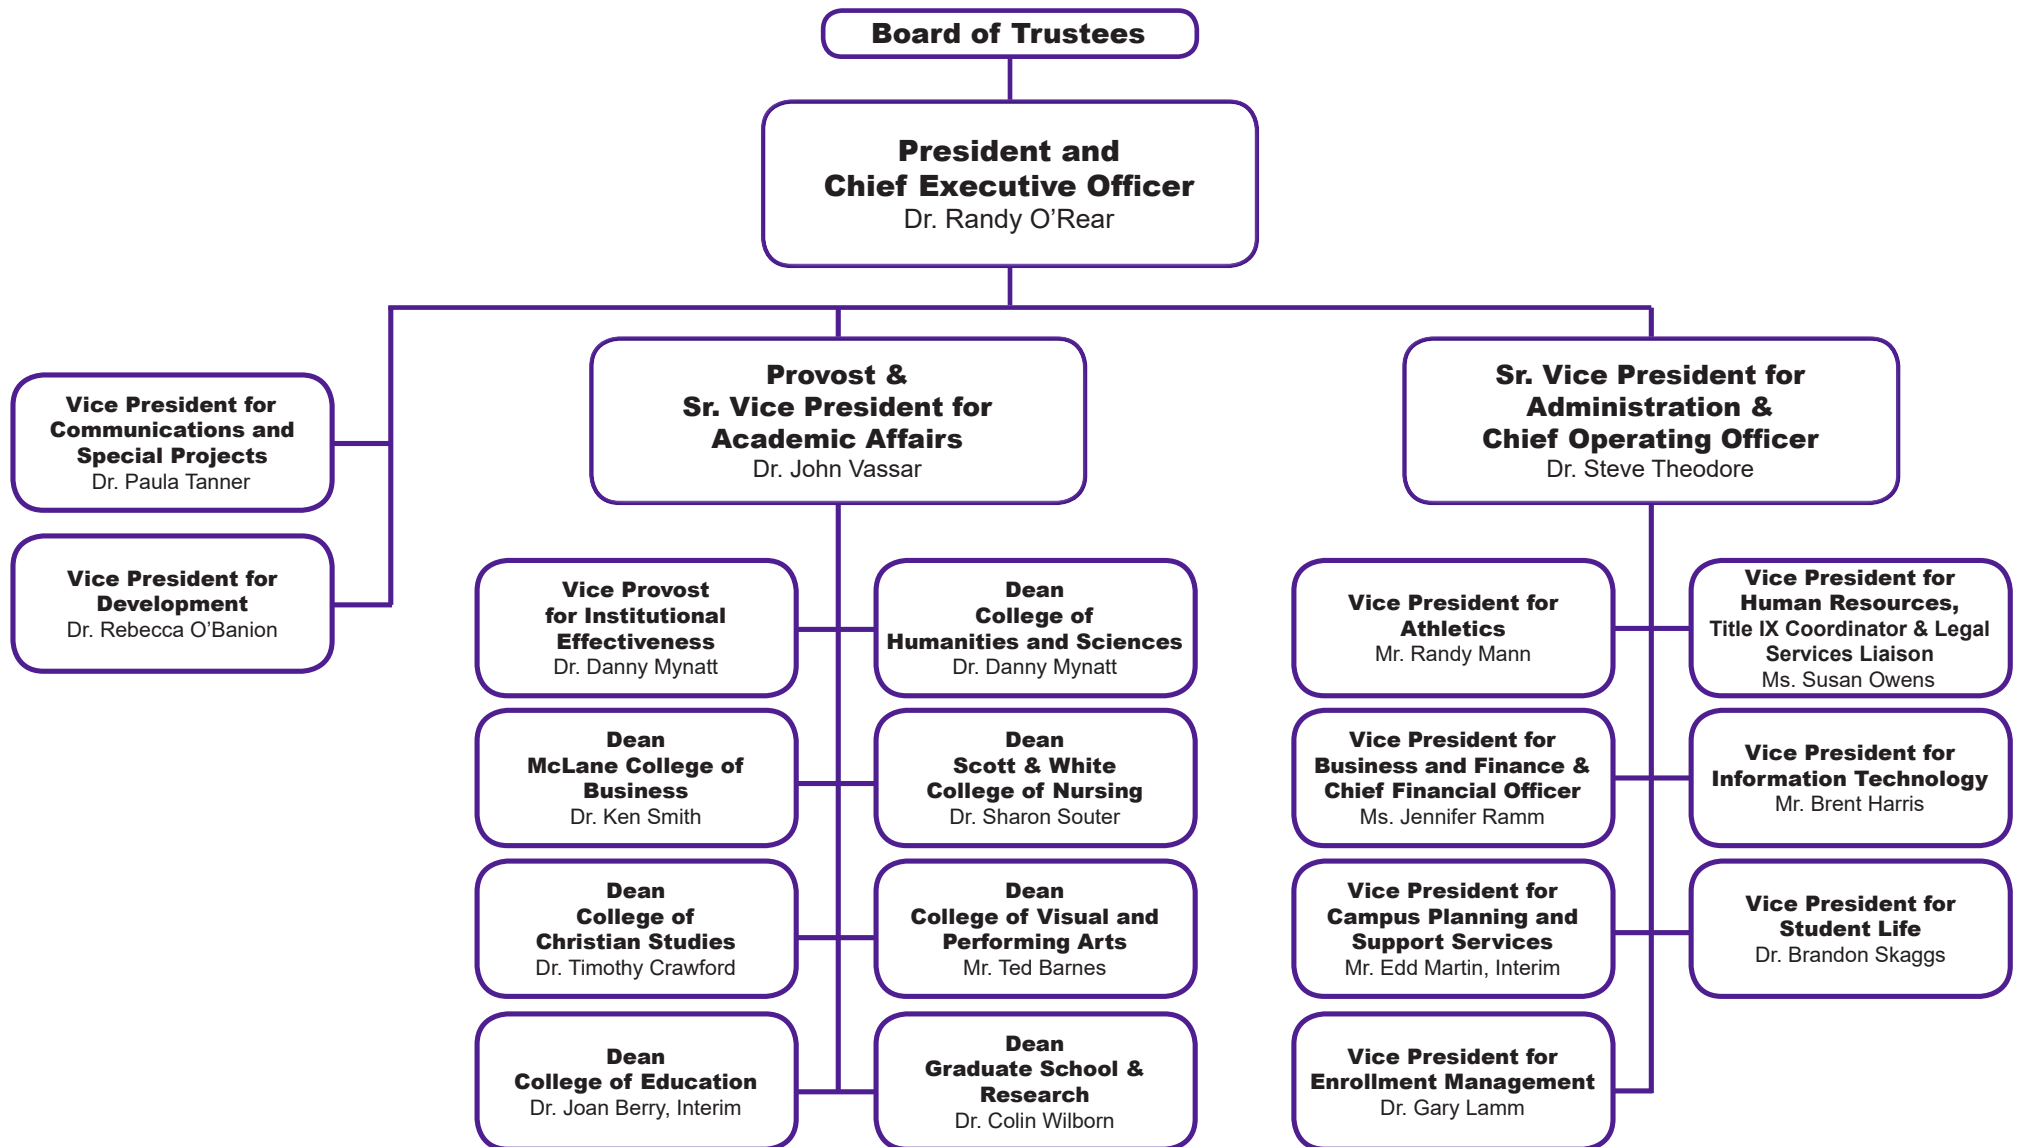 Board of Trustees
President and
Chief Executive Officer
Dr. Randy O’Rear
Vice President for
Communications and
Special Projects
Dr. Paula Tanner
Vice President for
Development
Dr. Rebecca O’Banion
Provost &
Sr. Vice President for
Academic Affairs
Dr. John Vassar
Vice Provost
for Institutional
Effectiveness
Dr. Danny Mynatt
Dean
College of
Humanities and Sciences
Dr. Danny Mynatt
Dean
McLane College of
Business
Dr. Ken Smith
Dean
Scott & White
College of Nursing
Dr. Sharon Souter
Dean
College of
Christian Studies
Dr. Timothy Crawford
Dean
College of Visual and
Performing Arts
Mr. Ted Barnes
Dean
College of Education
Dr. Joan Berry, Interim
Dean
Graduate School &
Research
Dr. Colin Wilborn
Sr. Vice President for
Administration &
Chief Operating Officer
Dr. Steve Theodore
Vice President for
Athletics
Mr. Randy Mann
Vice President for
Human Resources,
Title IX Coordinator & Legal
Services Liaison
Ms. Susan Owens
Vice President for
Business and Finance &
Chief Financial Officer
Ms. Jennifer Ramm
Vice President for
Information Technology
Mr. Brent Harris
Vice President for
Campus Planning and
Support Services
Mr. Edd Martin, Interim
Vice President for
Student Life
Dr. Brandon Skaggs
Vice President for
Enrollment Management
Dr. Gary Lamm